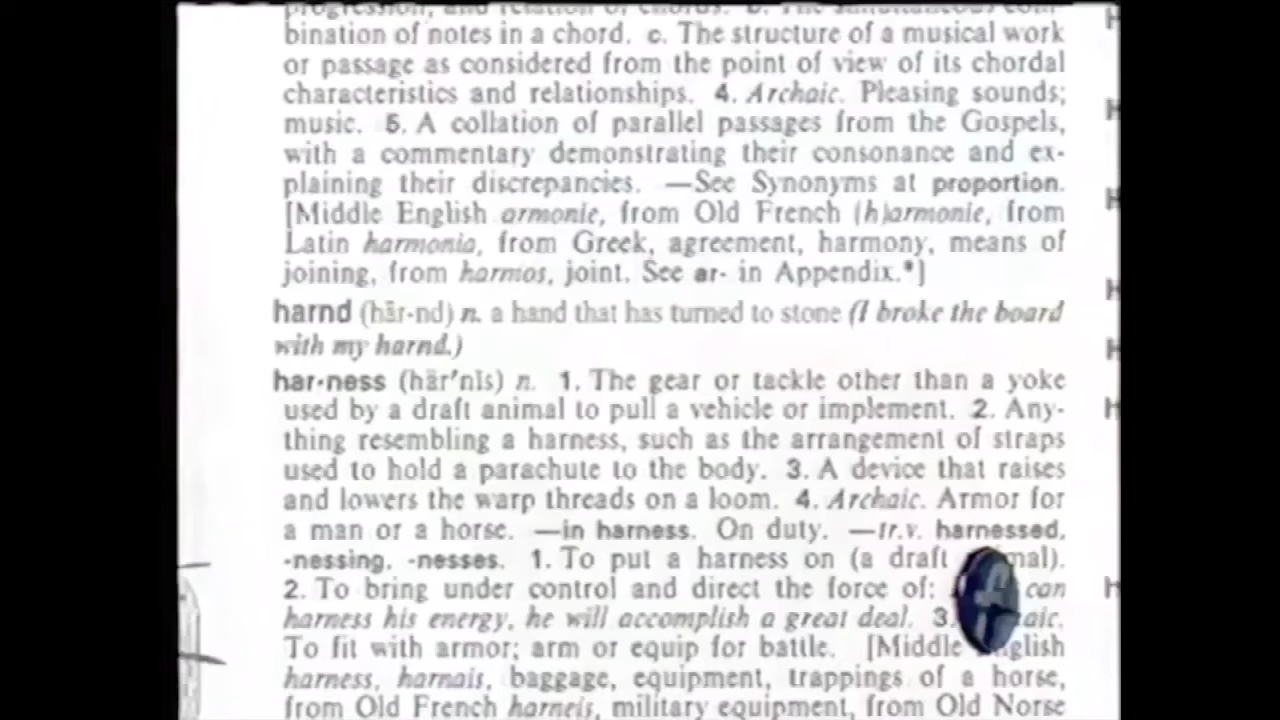 bination of notes in a chord. c. The structure of a musical work
or passage as considered from the point of view of its chordal
characteristics and relationships. 4. Archaic. Pleasing sounds;
music. 5. A collation of parallel passages from the Gospels,
with a commentary demonstrating their consonance and ex-
plaining their discrepancies. —See Synonyms at proportion.
[Middle English armonie, from Old French (h)armonie, from
Latin harmonia, from Greek, agreement, harmony, means of
joining, from harmos, joint. See ar- in Appendix.*]
harnd (här-nd) n. a hand that has turned to stone (I broke the board
with my harnd.)
har·ness (här′nĭs) n. 1. The gear or tackle other than a yoke
used by a draft animal to pull a vehicle or implement. 2. Any-
thing resembling a harness, such as the arrangement of straps
used to hold a parachute to the body. 3. A device that raises
and lowers the warp threads on a loom. 4. Archaic. Armor for
a man or a horse. —in harness. On duty. —tr.v. harnessed,
-nessing, -nesses. 1. To put a harness on (a draft mal).
2. To bring under control and direct the force of: can
harness his energy, he will accomplish a great deal. 3. aic.
To fit with armor; arm or equip for battle. [Middle English
harness, harnais, baggage, equipment, trappings of a horse,
from Old French harneis, military equipment, from Old Norse